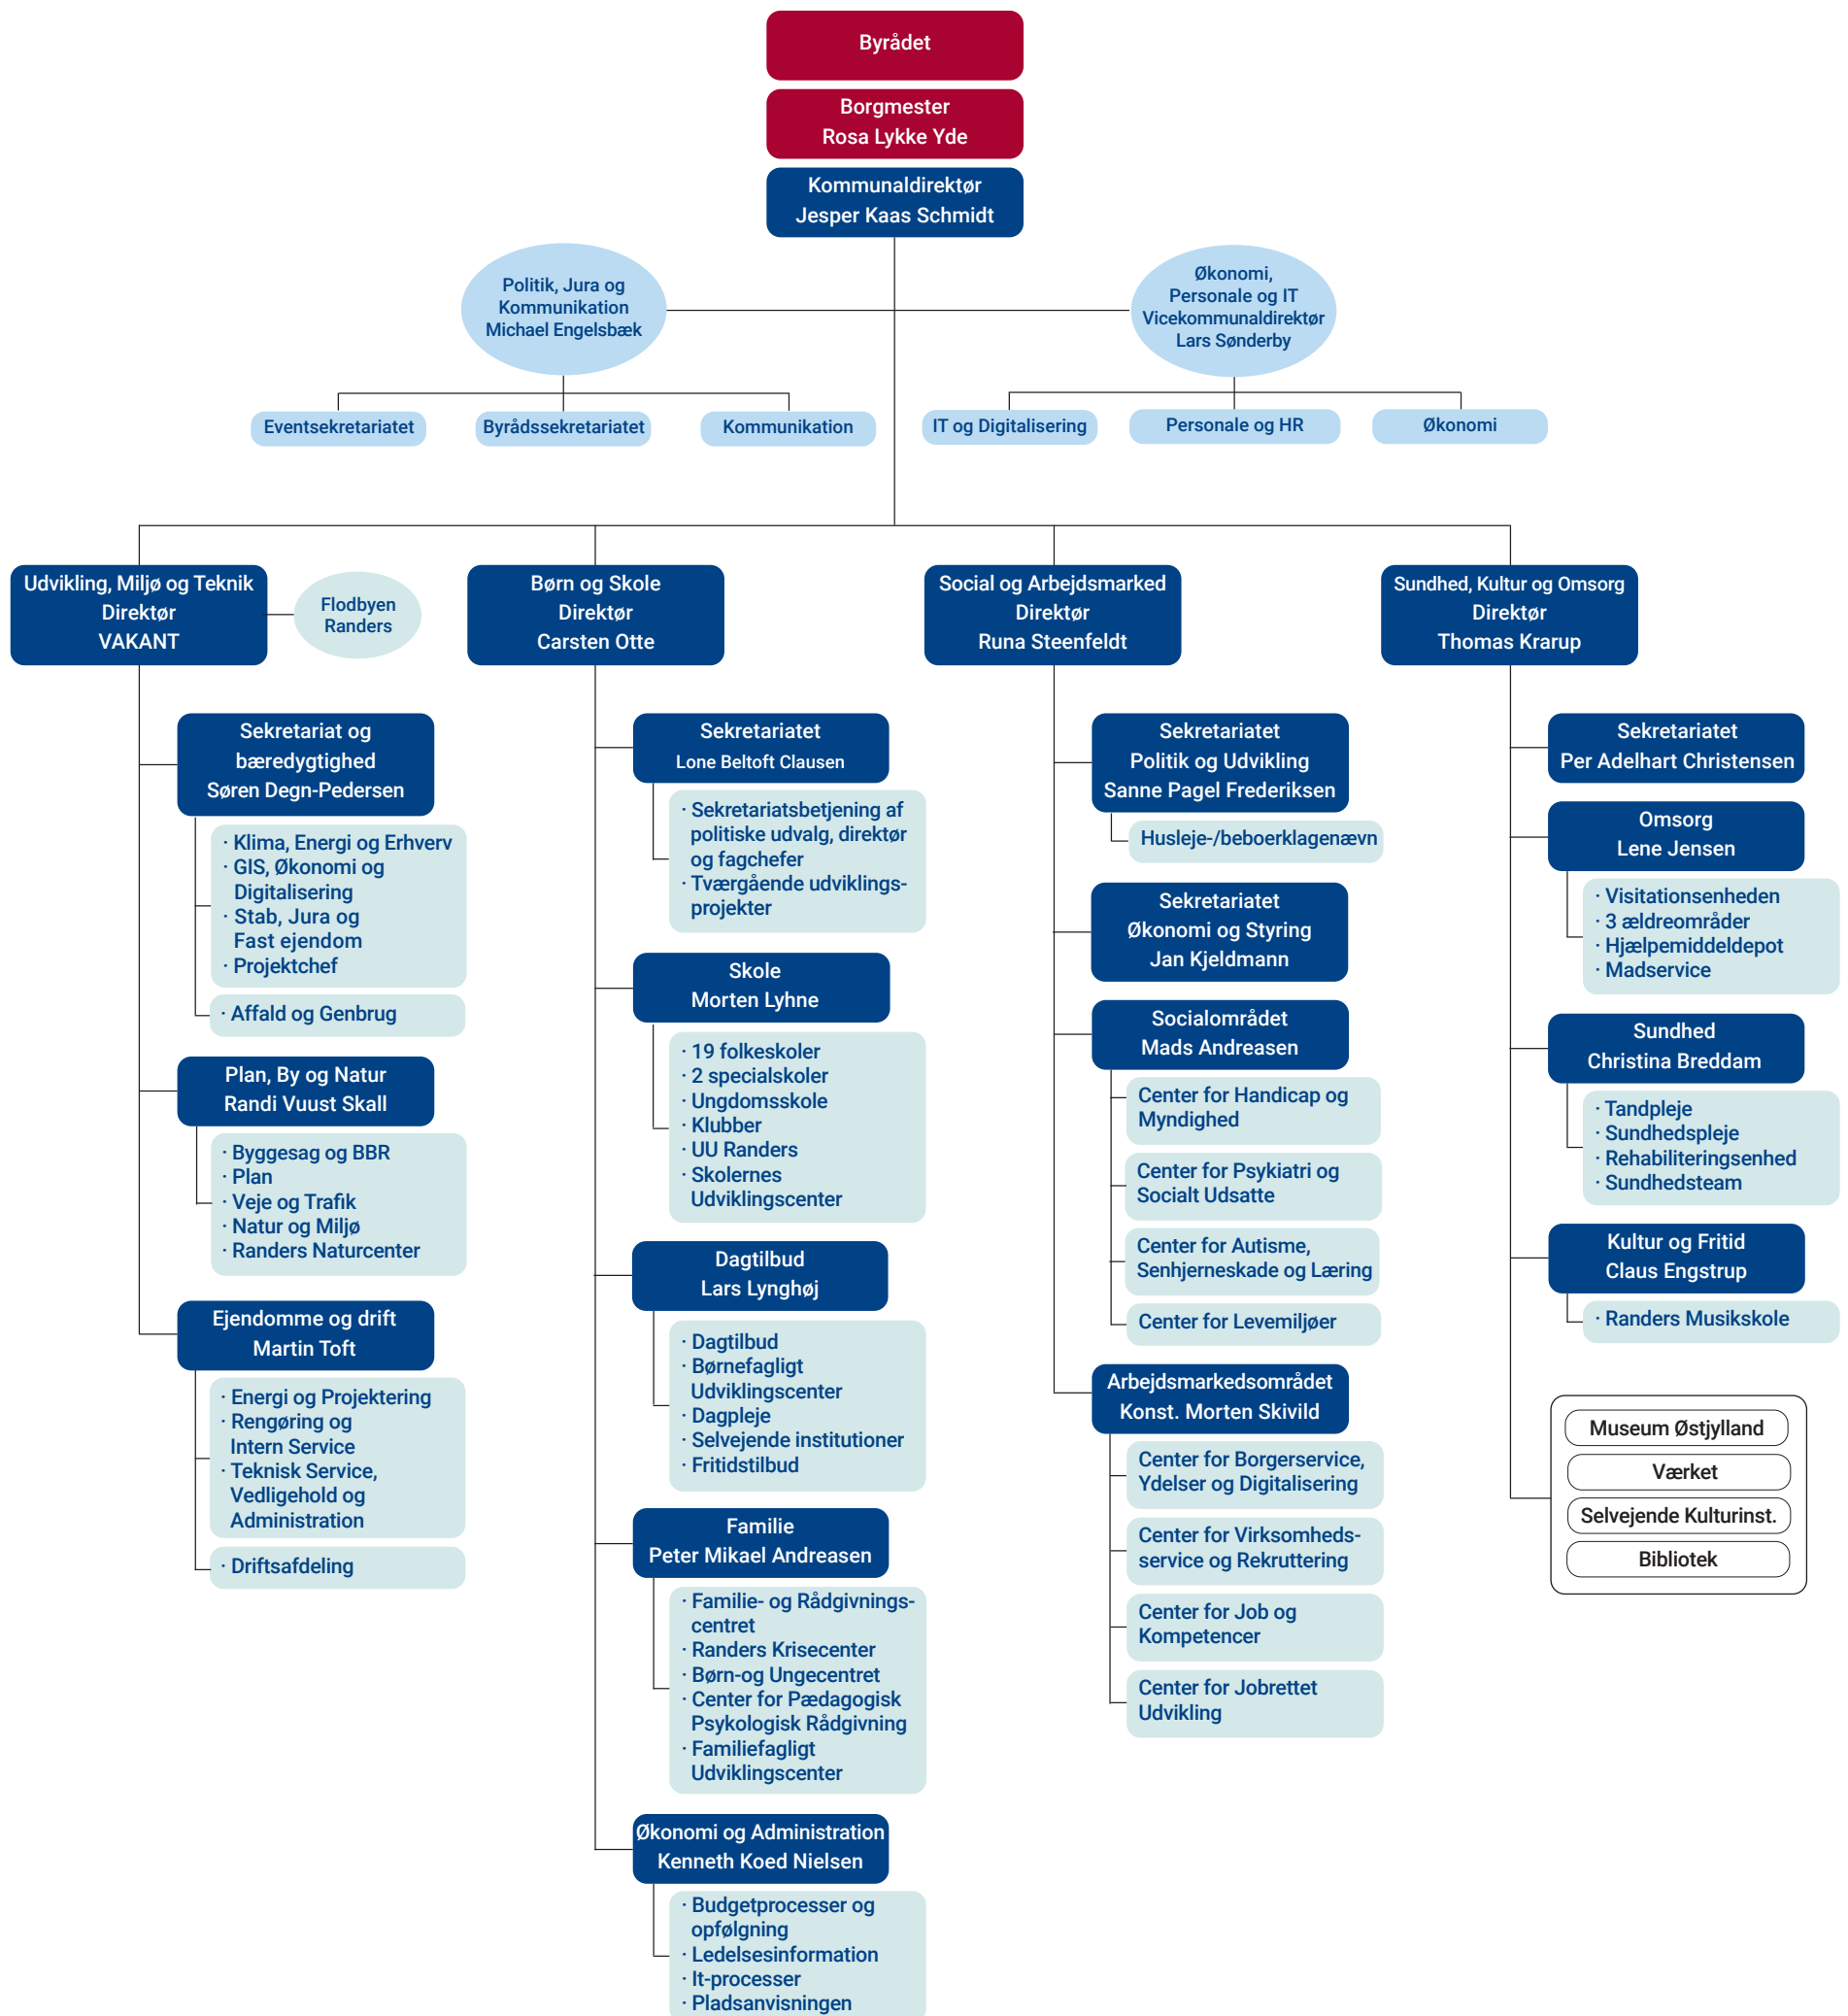 Byrådet
Borgmester
Rosa Lykke Yde
Kommunaldirektør
Jesper Kaas Schmidt
Politik, Jura og
Kommunikation
Michael Engelsbæk
Økonomi,
Personale og IT
Vicekommunaldirektør
Lars Sønderby
Eventsekretariatet
Byrådssekretariatet
Kommunikation
IT og Digitalisering
Personale og HR
Økonomi
Udvikling, Miljø og Teknik
Direktør
VAKANT
Flodbyen
Randers
Sekretariat og
bæredygtighed
Søren Degn-Pedersen
· Klima, Energi og Erhverv
· GIS, Økonomi og
Digitalisering
· Stab, Jura og
Fast ejendom
· Projektchef
· Affald og Genbrug
Plan, By og Natur
Randi Vuust Skall
· Byggesag og BBR
· Plan
· Veje og Trafik
· Natur og Miljø
· Randers Naturcenter
Ejendomme og drift
Martin Toft
· Energi og Projektering
· Rengøring og
Intern Service
· Teknisk Service,
Vedligehold og
Administration
· Driftsafdeling
Børn og Skole
Direktør
Carsten Otte
Sekretariatet
Lone Beltoft Clausen
· Sekretariatsbetjening af
politiske udvalg, direktør
og fagchefer
· Tværgående udviklings-
projekter
Skole
Morten Lyhne
· 19 folkeskoler
· 2 specialskoler
· Ungdomsskole
· Klubber
· UU Randers
· Skolernes
Udviklingscenter
Dagtilbud
Lars Lynghøj
· Dagtilbud
· Børnefagligt
Udviklingscenter
· Dagpleje
· Selvejende institutioner
· Fritidstilbud
Familie
Peter Mikael Andreasen
· Familie- og Rådgivnings-
centret
· Randers Krisecenter
· Børn-og Ungecentret
· Center for Pædagogisk
Psykologisk Rådgivning
· Familiefagligt
Udviklingscenter
Økonomi og Administration
Kenneth Koed Nielsen
· Budgetprocesser og
opfølgning
· Ledelsesinformation
· It-processer
· Pladsanvisningen
Social og Arbejdsmarked
Direktør
Runa Steenfeldt
Sekretariatet
Politik og Udvikling
Sanne Pagel Frederiksen
Husleje-/beboerklagenævn
Sekretariatet
Økonomi og Styring
Jan Kjeldmann
Socialområdet
Mads Andreasen
Center for Handicap og
Myndighed
Center for Psykiatri og
Socialt Udsatte
Center for Autisme,
Senhjerneskade og Læring
Center for Levemiljøer
Arbejdsmarkedsområdet
Konst. Morten Skivild
Center for Borgerservice,
Ydelser og Digitalisering
Center for Virksomheds-
service og Rekruttering
Center for Job og
Kompetencer
Center for Jobrettet
Udvikling
Sundhed, Kultur og Omsorg
Direktør
Thomas Krarup
Sekretariatet
Per Adelhart Christensen
Omsorg
Lene Jensen
· Visitationsenheden
· 3 ældreområder
· Hjælpemiddeldepot
· Madservice
Sundhed
Christina Breddam
· Tandpleje
· Sundhedspleje
· Rehabiliteringsenhed
· Sundhedsteam
Kultur og Fritid
Claus Engstrup
· Randers Musikskole
Museum Østjylland
Værket
Selvejende Kulturinst.
Bibliotek